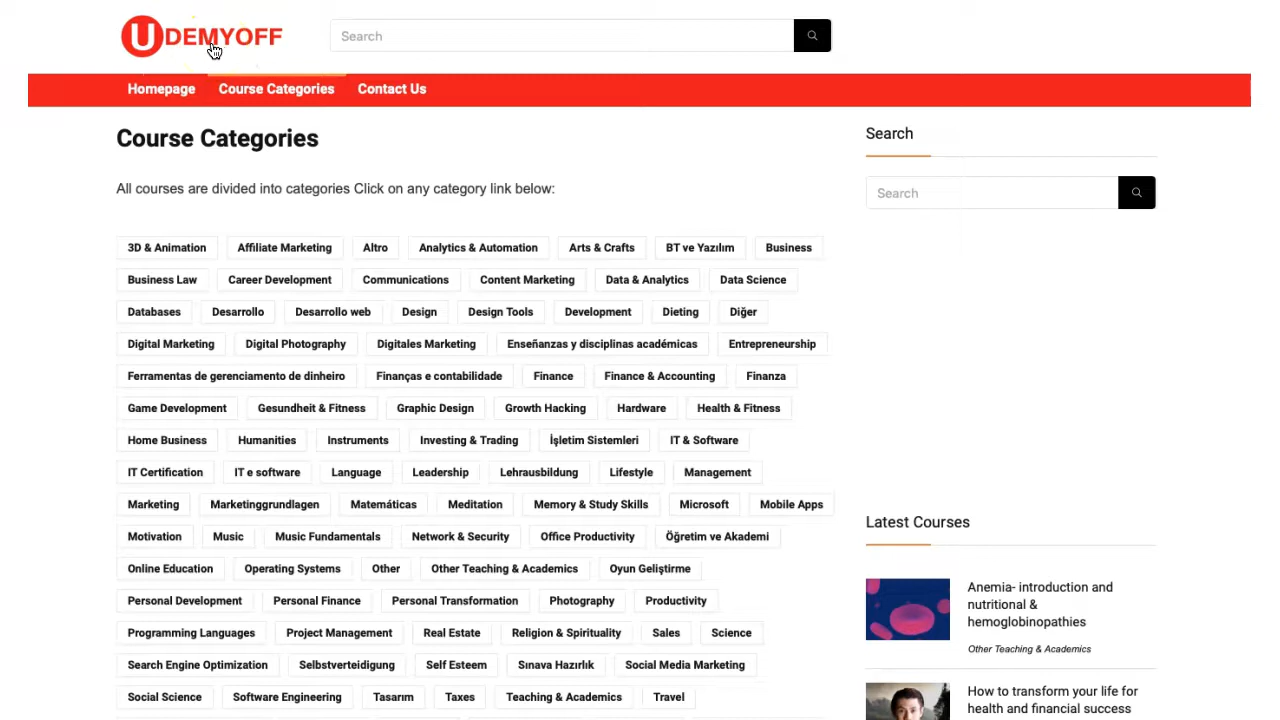 UDEMYOFF
Search
Homepage Course Categories Contact Us
Course Categories
All courses are divided into categories Click on any category link below:
3D & Animation Affiliate Marketing Altro Analytics & Automation Arts & Crafts BT ve Yazılım Business
Business Law Career Development Communications Content Marketing Data & Analytics Data Science
Databases Desarrollo Desarrollo web Design Design Tools Development Dieting Diğer
Digital Marketing Digital Photography Digitales Marketing Enseñanzas y disciplinas académicas Entrepreneurship
Ferramentas de gerenciamento de dinheiro Finanças e contabilidade Finance Finance & Accounting Finanza
Game Development Gesundheit & Fitness Graphic Design Growth Hacking Hardware Health & Fitness
Home Business Humanities Instruments Investing & Trading İşletim Sistemleri IT & Software
IT Certification IT e software Language Leadership Lehrausbildung Lifestyle Management
Marketing Marketinggrundlagen Matemáticas Meditation Memory & Study Skills Microsoft Mobile Apps
Motivation Music Music Fundamentals Network & Security Office Productivity Öğretim ve Akademi
Online Education Operating Systems Other Other Teaching & Academics Oyun Geliştirme
Personal Development Personal Finance Personal Transformation Photography Productivity
Programming Languages Project Management Real Estate Religion & Spirituality Sales Science
Search Engine Optimization Selbstverteidigung Self Esteem Sınava Hazırlık Social Media Marketing
Social Science Software Engineering Tasarım Taxes Teaching & Academics Travel
Search
Search
Latest Courses
Anemia- introduction and
nutritional &
hemoglobinopathies
Other Teaching & Academics
How to transform your life for
health and financial success